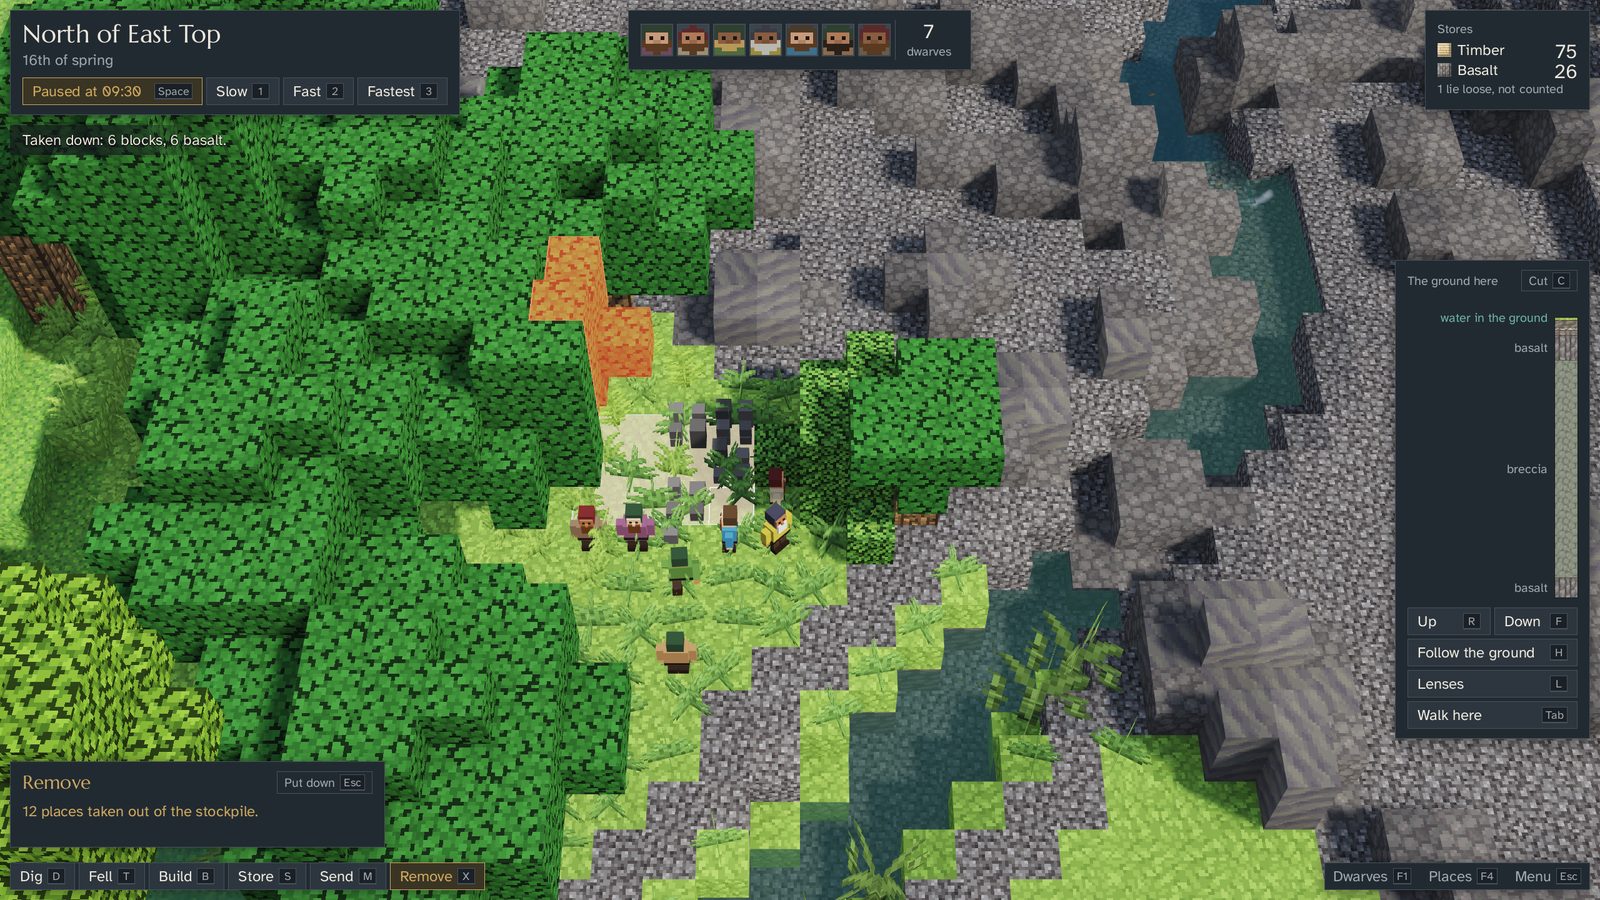 North of East Top
16th of spring
Paused at 09:30 Space
Slow 1
Fast 2
Fastest 3
Taken down: 6 blocks, 6 basalt.
7
dwarves
Stores
Timber 75
Basalt 26
1 lie loose, not counted
The ground here
Cut C
water in the ground
basalt
breccia
basalt
Up R
Down F
Follow the ground H
Lenses L
Walk here Tab
Remove
Put down Esc
12 places taken out of the stockpile.
Dig D
Fell T
Build B
Store S
Send M
Remove X
Dwarves F1
Places F4
Menu Esc